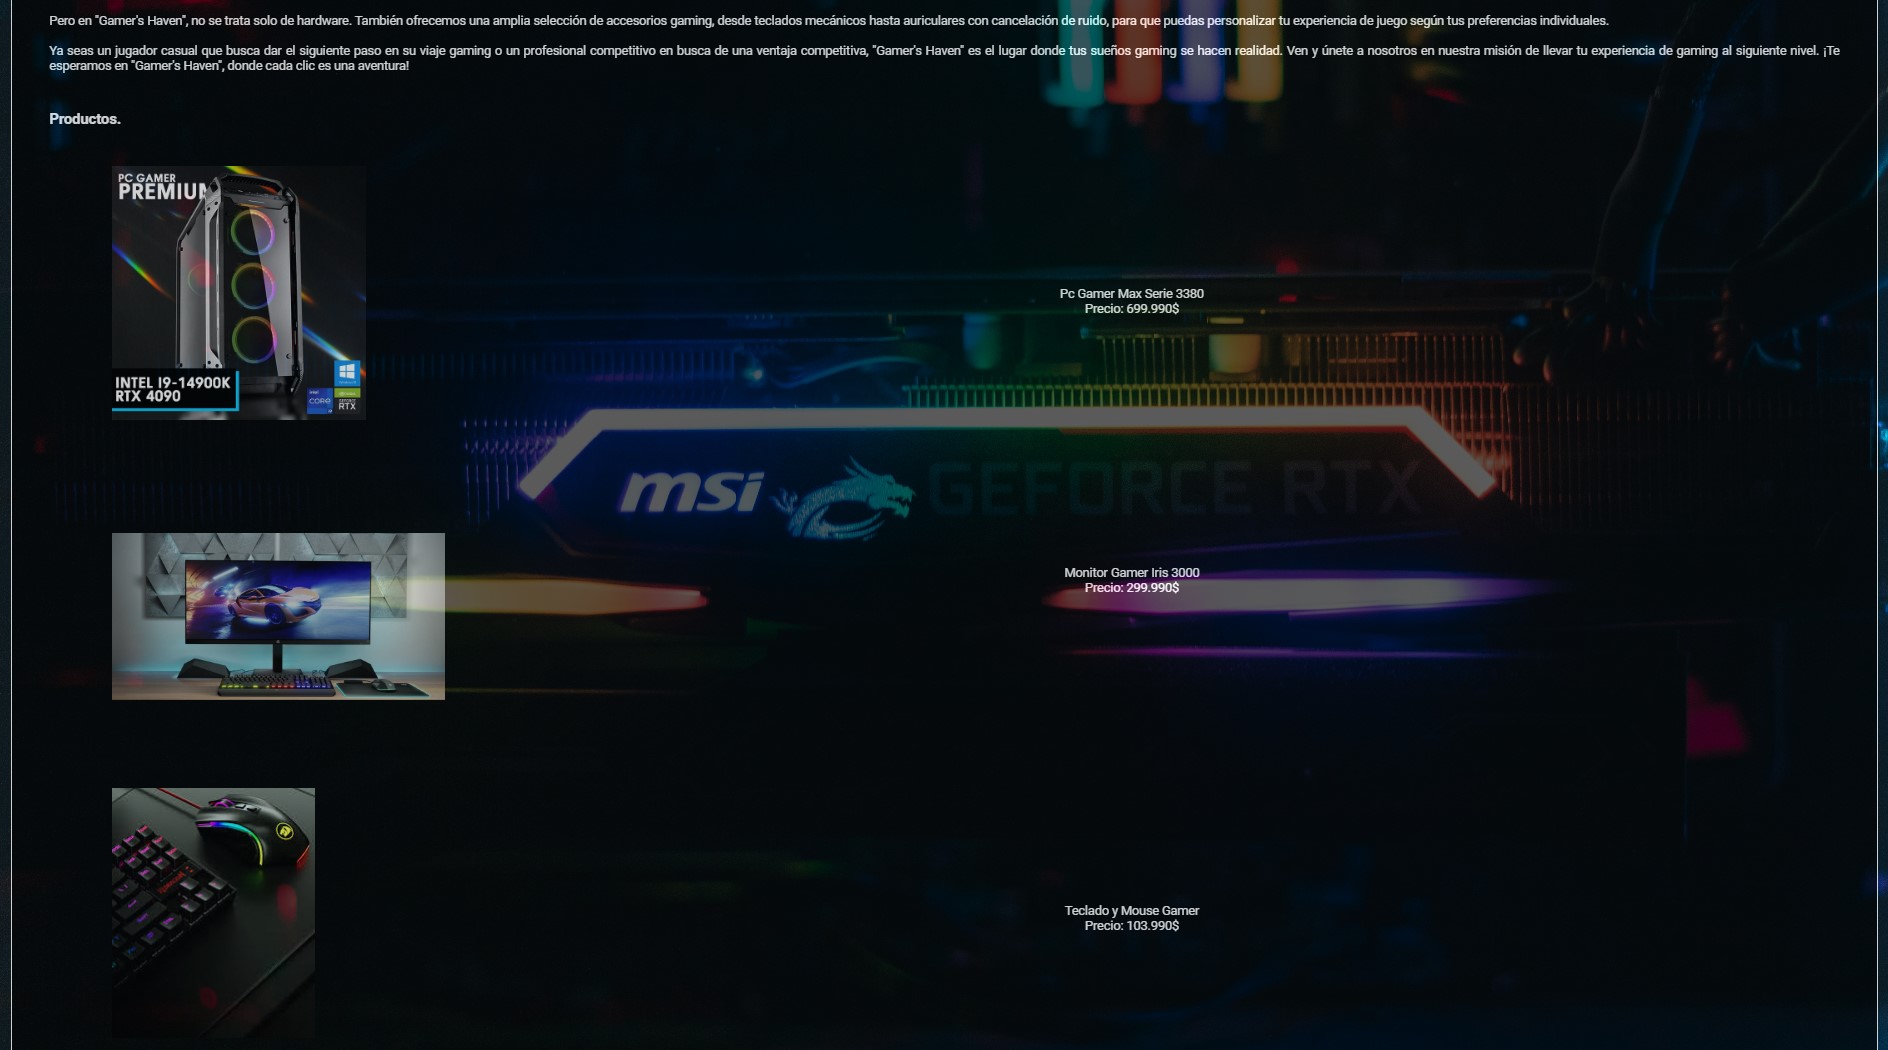 Pero en "Gamer's Haven", no se trata solo de hardware. También ofrecemos una amplia selección de accesorios gaming, desde teclados mecánicos hasta auriculares con cancelación de ruido, para que puedas personalizar tu experiencia de juego según tus preferencias individuales.
Ya seas un jugador casual que busca dar el siguiente paso en su viaje gaming o un profesional competitivo en busca de una ventaja competitiva, "Gamer's Haven" es el lugar donde tus sueños gaming se hacen realidad. Ven y únete a nosotros en nuestra misión de llevar tu experiencia de gaming al siguiente nivel. ¡Te
esperamos en "Gamer's Haven", donde cada clic es una aventura!
Productos.
PC GAMER
PREMIUM
INTEL I9-14900K
RTX 4090
CORE
GEFORCE
RTX
Pc Gamer Max Serie 3380
Precio: 699.990$
msi GEFORCE RTX
Monitor Gamer Iris 3000
Precio: 299.990$
Teclado y Mouse Gamer
Precio: 103.990$